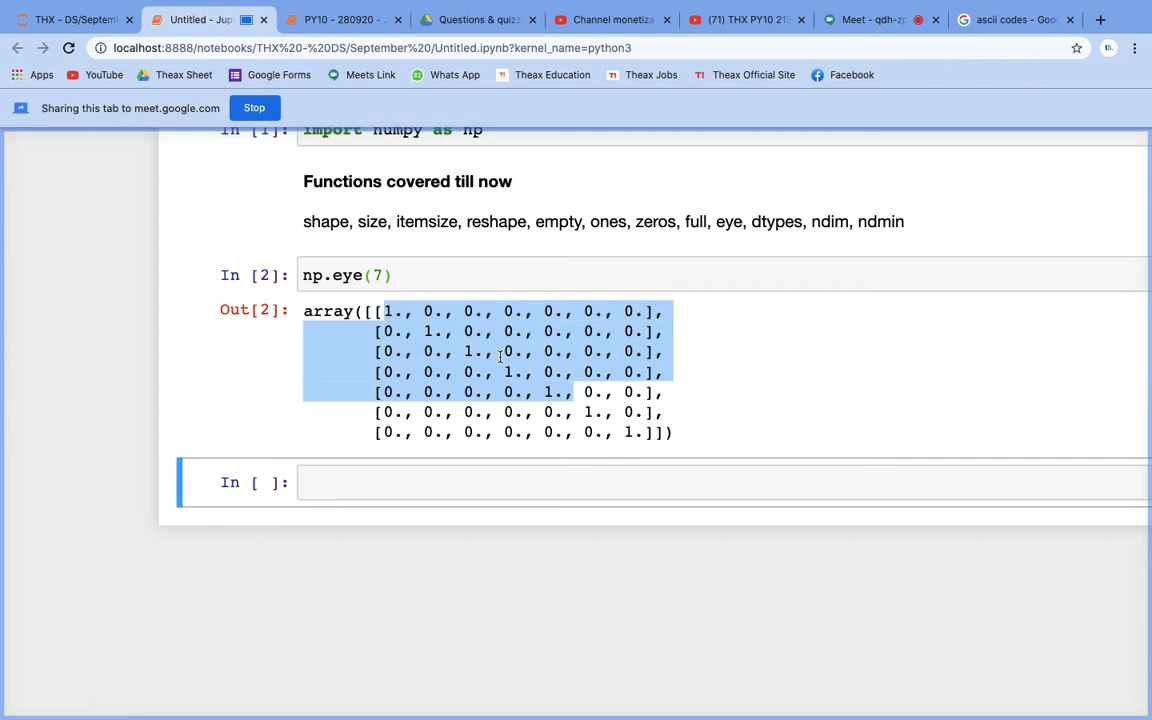 THX - DS/Septem
Untitled - Jup
PY10 - 280920 - J
Questions & quizz
Channel monetiza
(71) THX PY10 213
Meet - qdh-zp
ascii codes - Goo
localhost:8888/notebooks/THX%20-%20DS/September%20/Untitled.ipynb?kernel_name=python3
Apps YouTube Theax Sheet Google Forms Meets Link Whats App Theax Education Theax Jobs Theax Official Site Facebook
Sharing this tab to meet.google.com Stop
In [1]: import numpy as np
Functions covered till now
shape, size, itemsize, reshape, empty, ones, zeros, full, eye, dtypes, ndim, ndmin
In [2]: np.eye(7)
Out[2]: array([[1., 0., 0., 0., 0., 0., 0.],
[0., 1., 0., 0., 0., 0., 0.],
[0., 0., 1., 0., 0., 0., 0.],
[0., 0., 0., 1., 0., 0., 0.],
[0., 0., 0., 0., 1., 0., 0.],
[0., 0., 0., 0., 0., 1., 0.],
[0., 0., 0., 0., 0., 0., 1.]])
In [ ]: